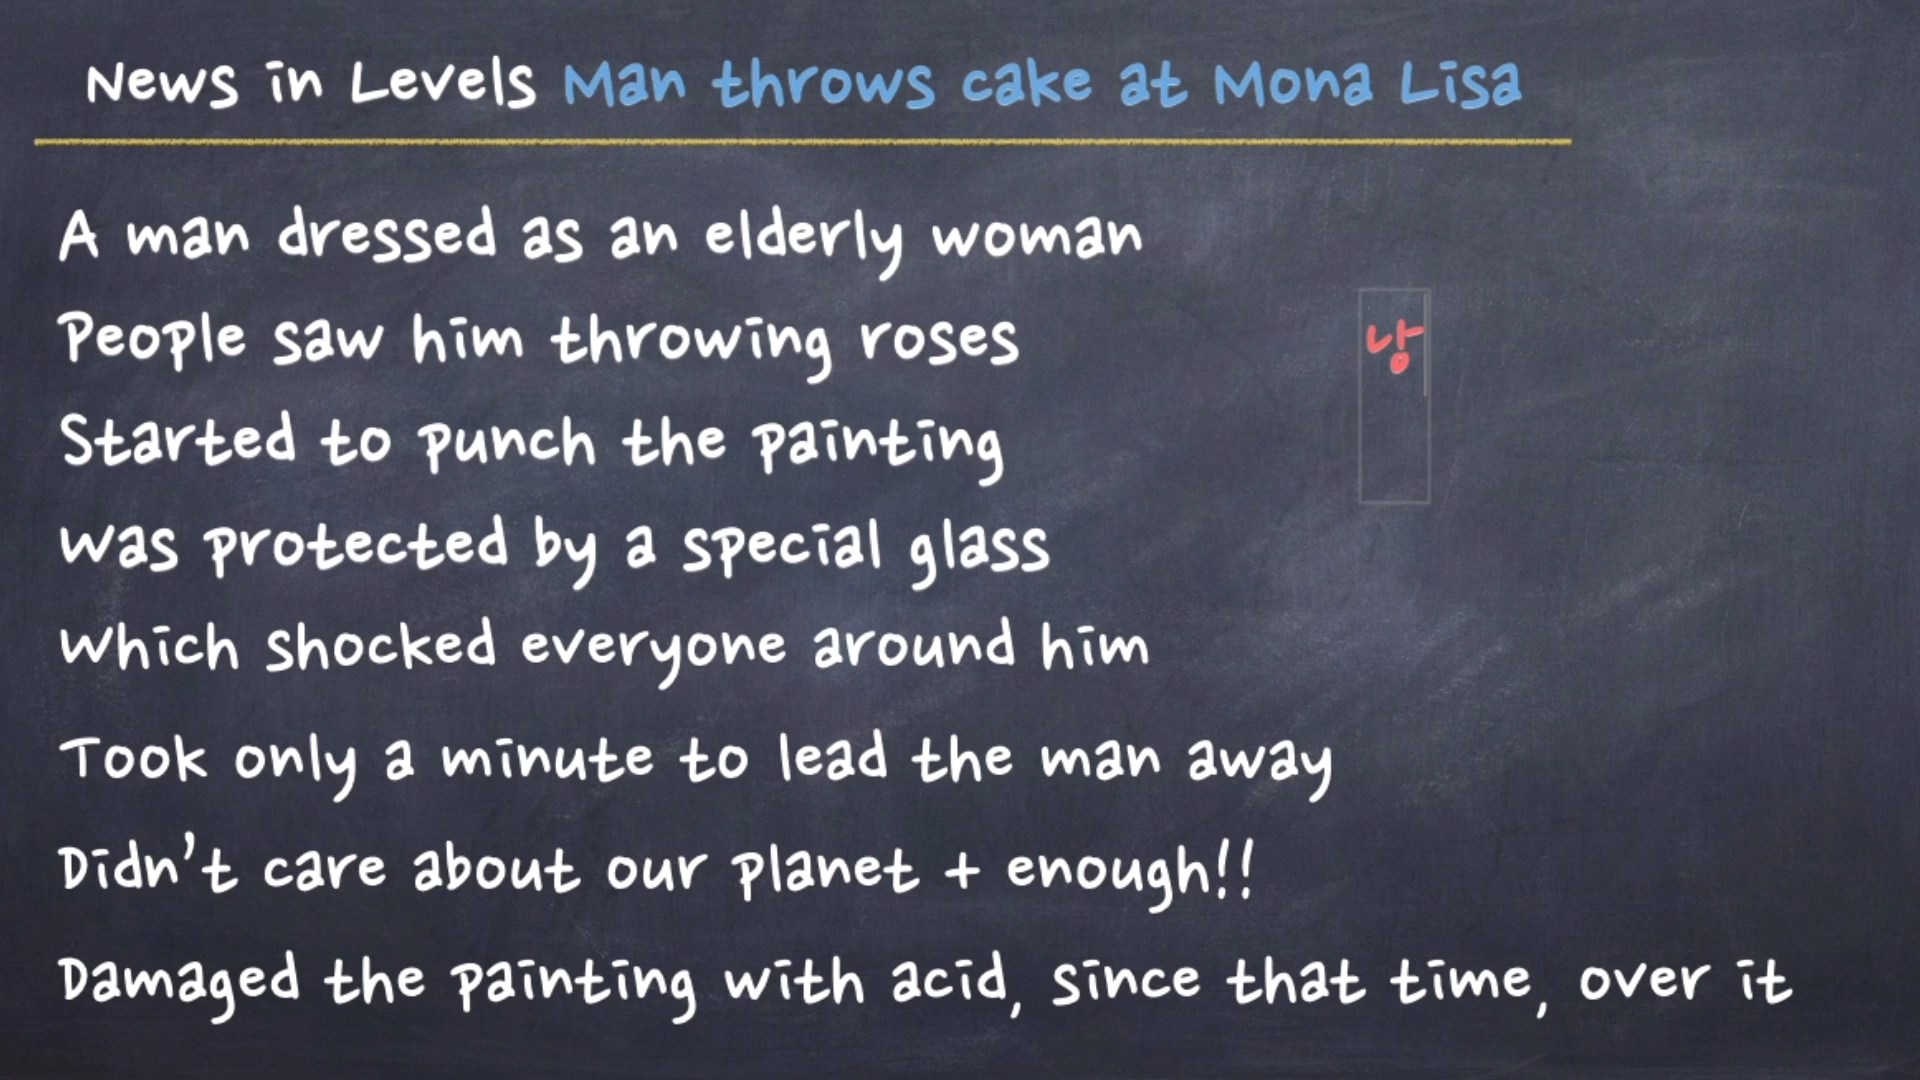 News in Levels Man throws cake at Mona Lisa
A man dressed as an elderly woman
People saw him throwing roses
낭
Started to punch the painting
was protected by a special glass
which shocked everyone around him
Took only a minute to lead the man away
Didn't care about our planet + enough!!
Damaged the painting with acid, since that time, over it